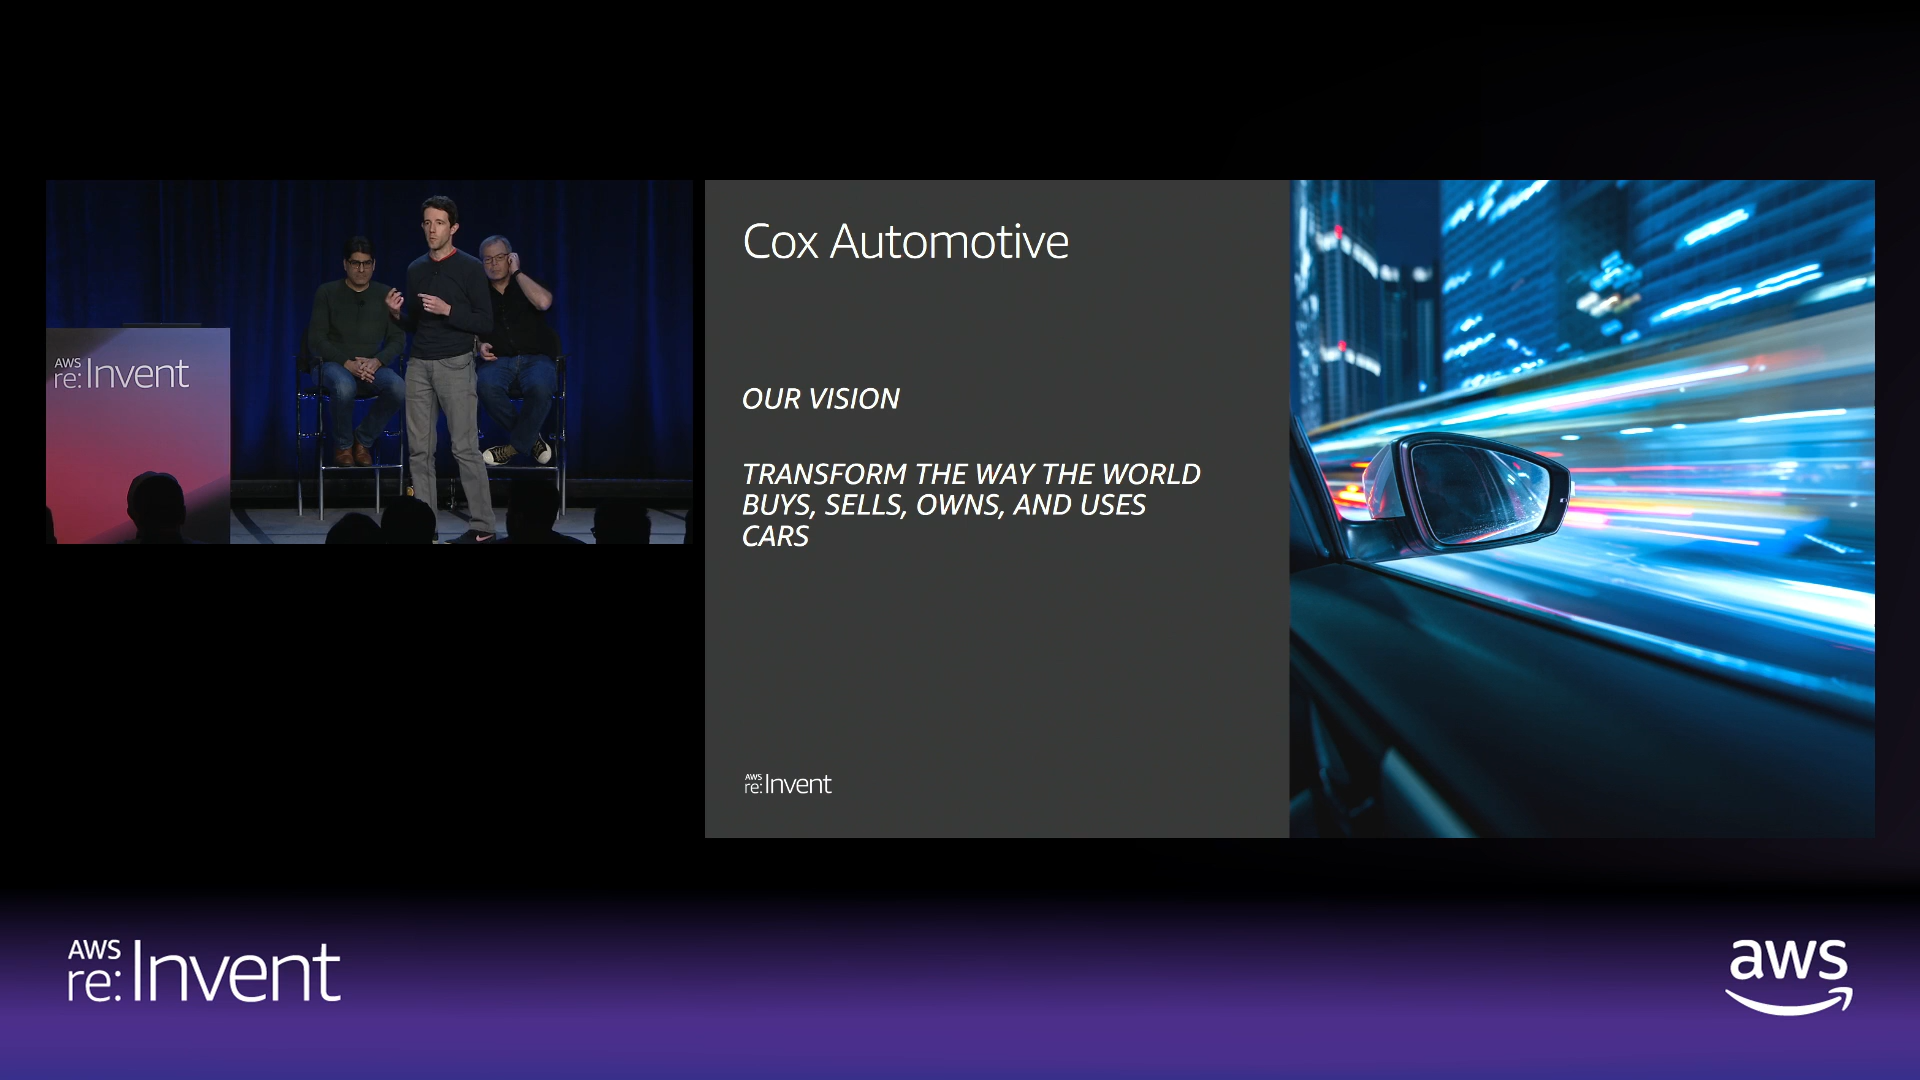 AWS
re:Invent
Cox Automotive
OUR VISION
TRANSFORM THE WAY THE WORLD
BUYS, SELLS, OWNS, AND USES
CARS
AWS
re:Invent
AWS
re:Invent
aws